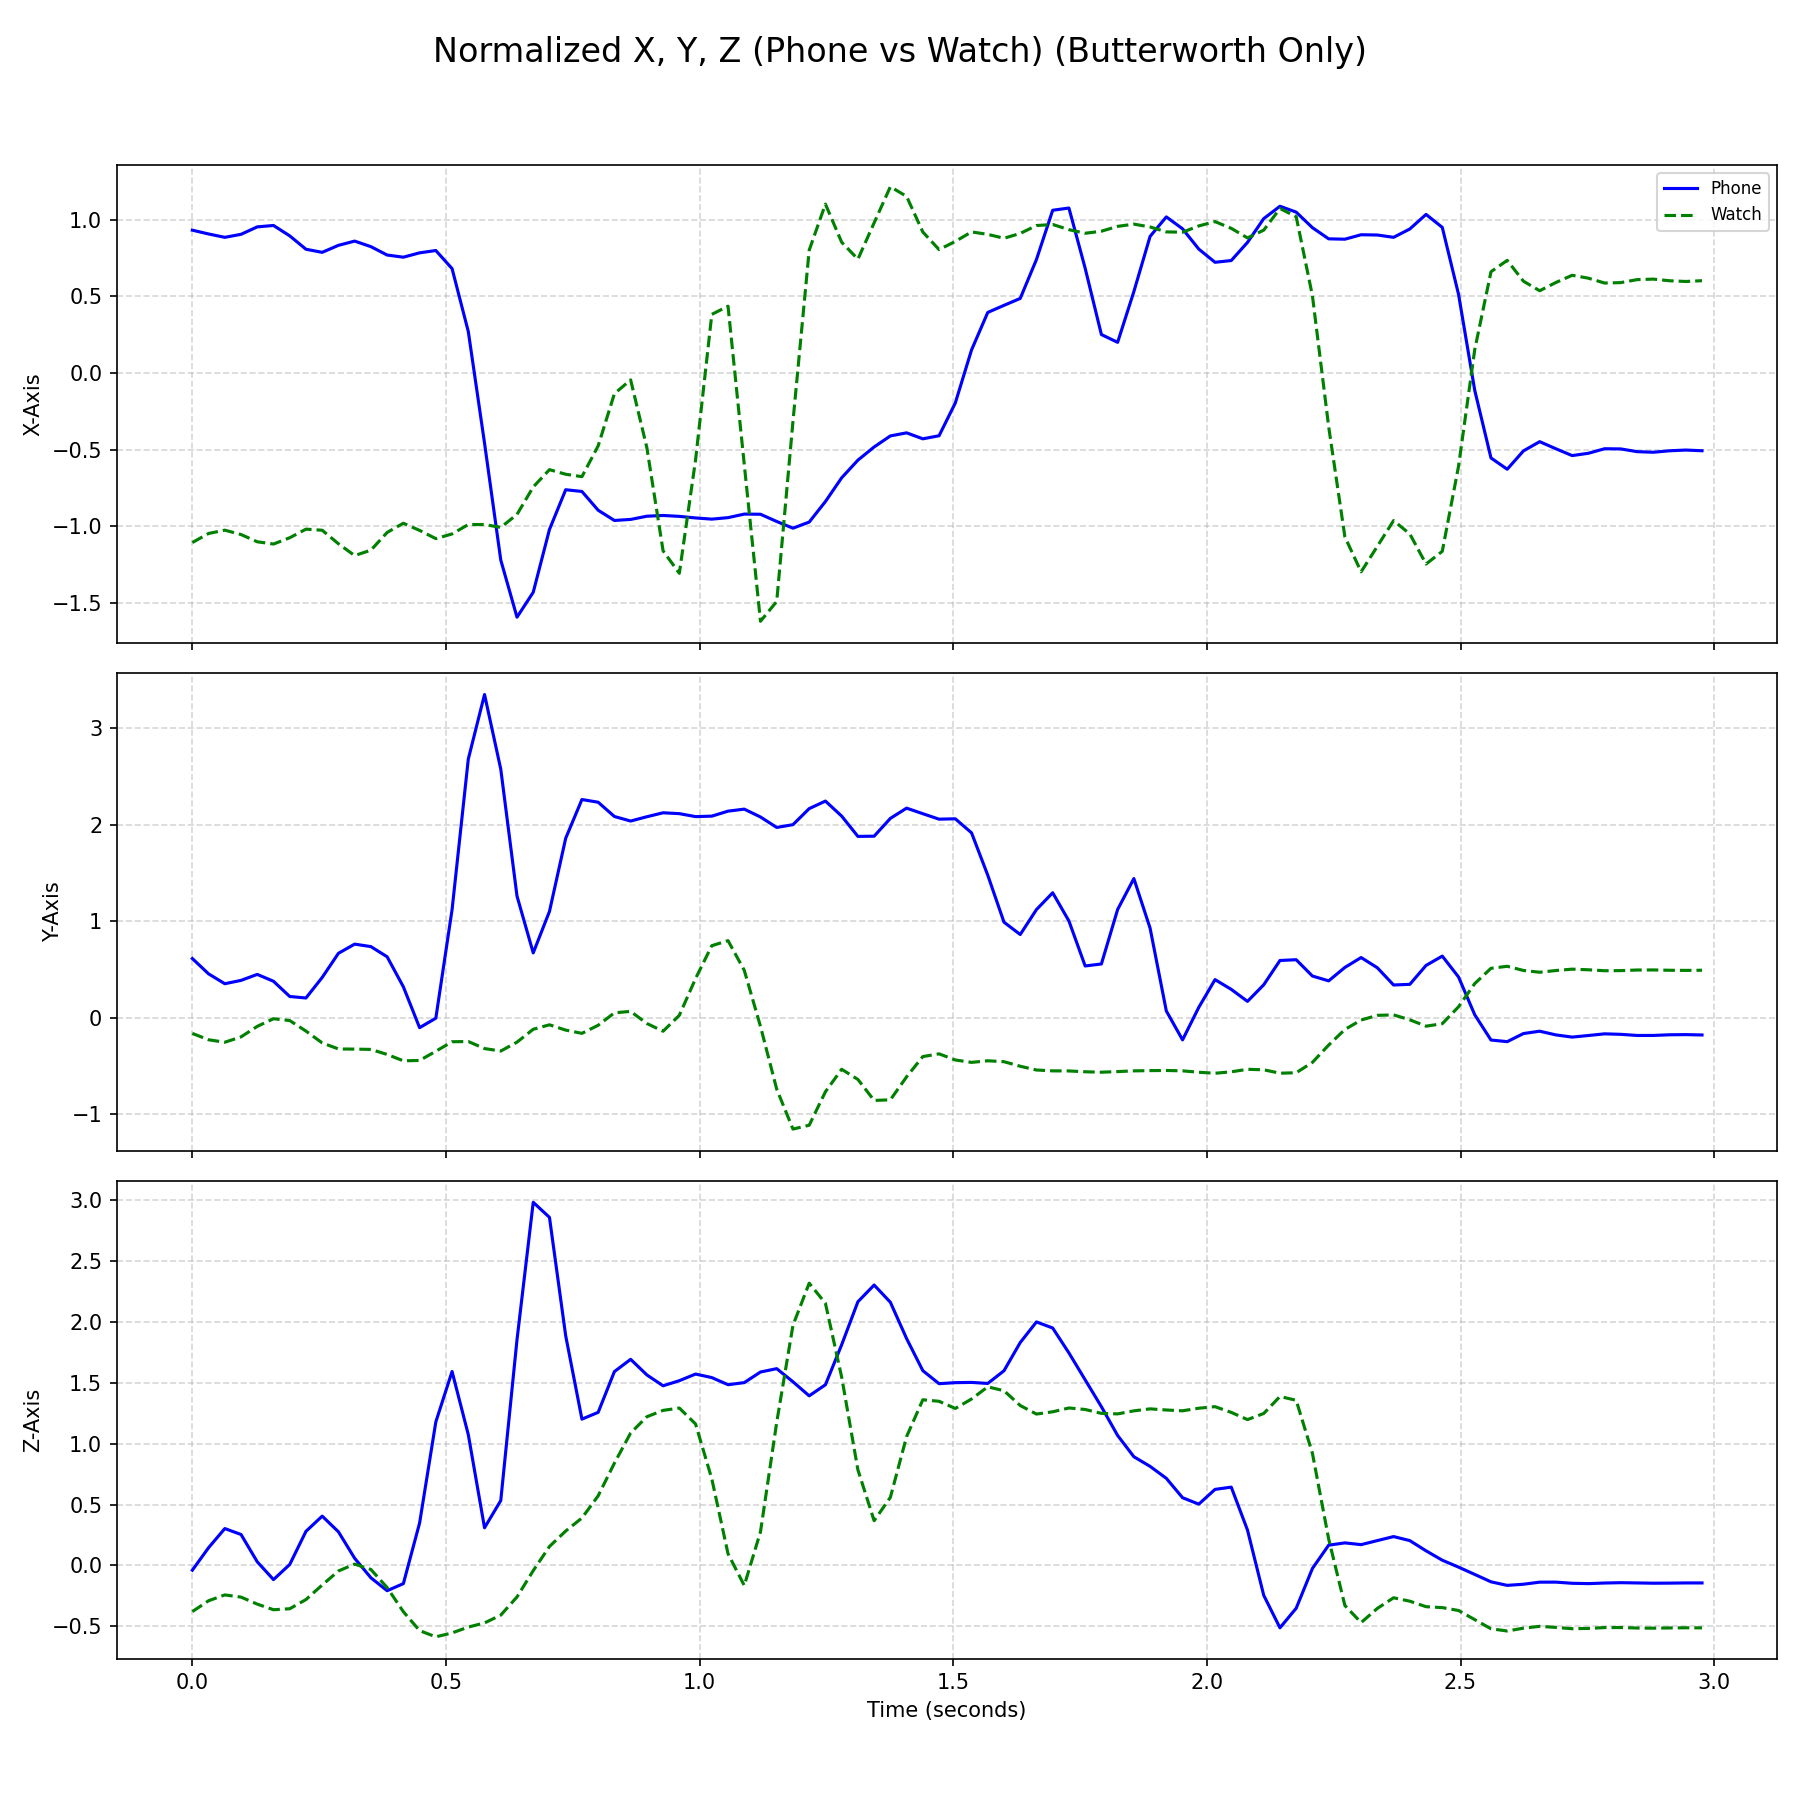 Normalized X, Y, Z (Phone vs Watch) (Butterworth Only)
Phone
Watch
1.0
0.5
0.0
−0.5
−1.0
−1.5
X-Axis
3
2
1
0
−1
Y-Axis
3.0
2.5
2.0
1.5
1.0
0.5
0.0
−0.5
Z-Axis
0.0 0.5 1.0 1.5 2.0 2.5 3.0
Time (seconds)